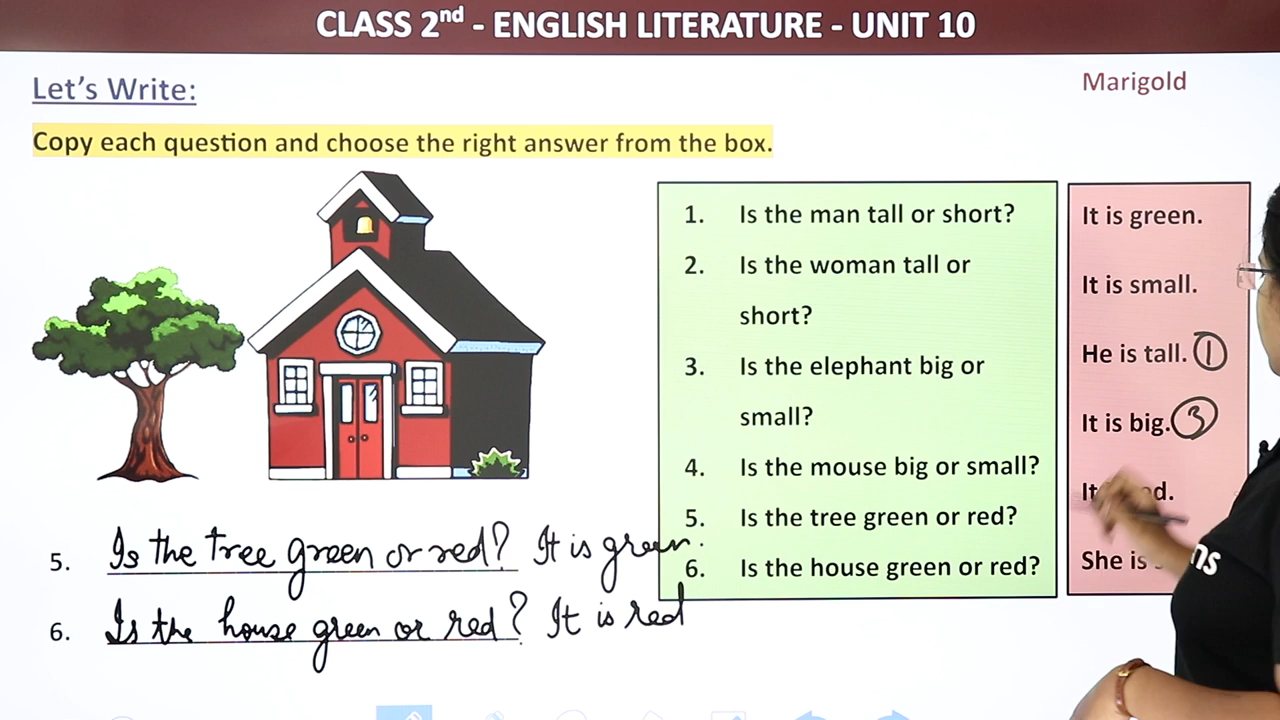 CLASS 2nd - ENGLISH LITERATURE - UNIT 10
Let's Write:
Marigold
Copy each question and choose the right answer from the box.
1. Is the man tall or short?
2. Is the woman tall or
short?
3. Is the elephant big or
small?
4. Is the mouse big or small?
5. Is the tree green or red?
6. Is the house green or red?
It is green.
It is small.
He is tall. 1
It is big. 3
It
She is
5. Is the tree green or red? It is green.
6. Is the house green or red? It is red